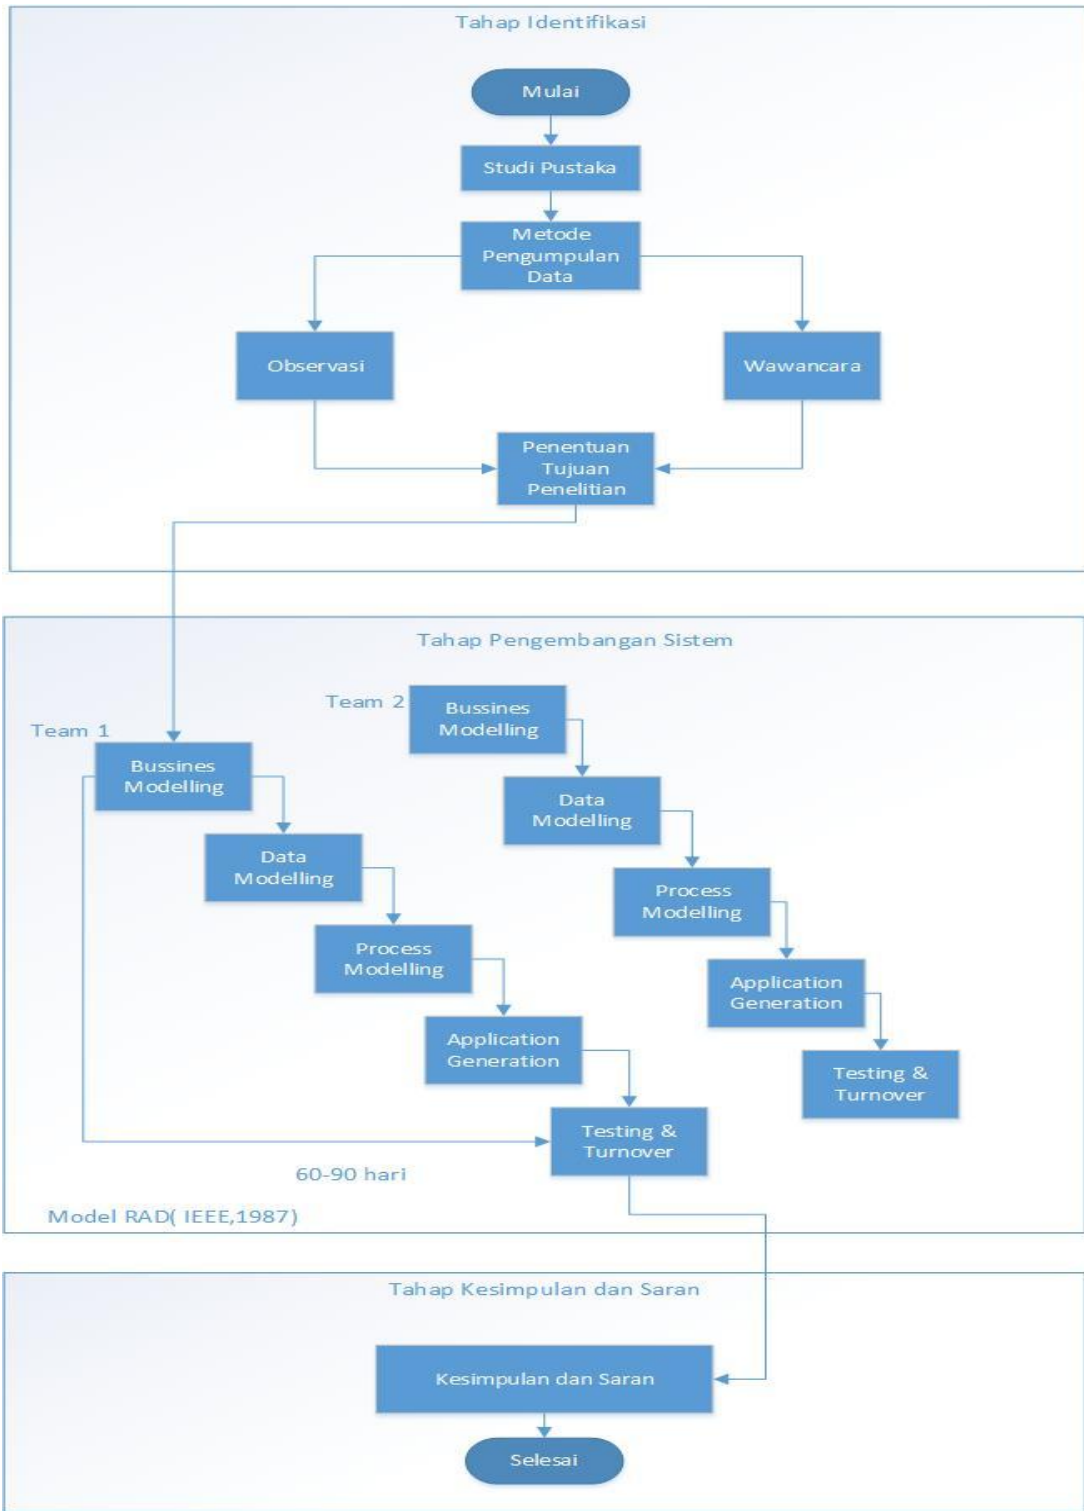 Tahap Identifikasi
Mulai
Studi Pustaka
Metode
Pengumpulan
Data
Observasi
Wawancara
Penentuan
Tujuan
Penelitian
Tahap Pengembangan Sistem
Team 1
Bussines
Modelling
Data
Modelling
Process
Modelling
Application
Generation
Testing &
Turnover
Team 2
Bussines
Modelling
Data
Modelling
Process
Modelling
Application
Generation
Testing &
Turnover
60-90 hari
Model RAD( IEEE,1987)
Tahap Kesimpulan dan Saran
Kesimpulan dan Saran
Selesai